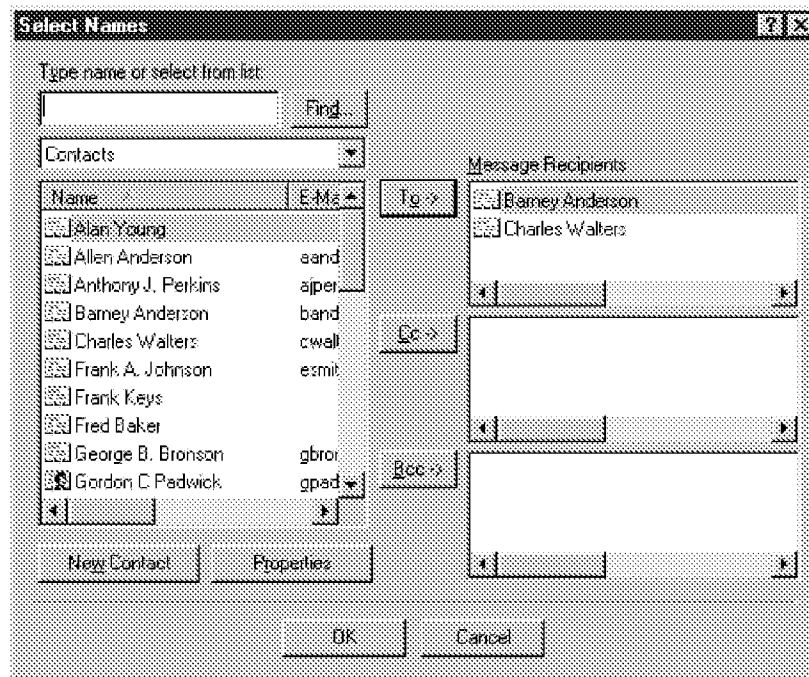 Select Names
Type name or select from list:
Find...
Contacts
Message Recipients
Name E-Ma
To ->
Barney Anderson
Charles Walters
Alan Young
Allen Anderson aand
Anthony J. Perkins ajper
Barney Anderson band
Charles Walters cwalt
Frank A. Johnson esmit
Frank Keys
Fred Baker
George B. Bronson gbror
Gordon C Padwick gpad
Cc ->
Bcc ->
New Contact
Properties
OK
Cancel